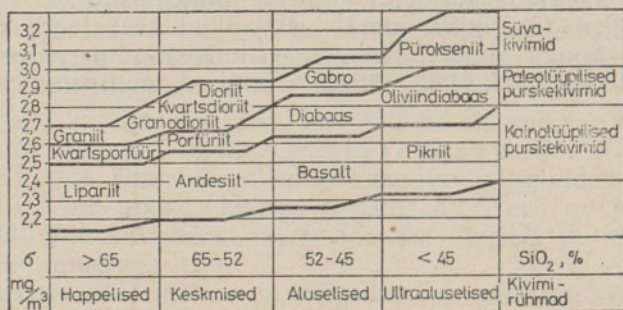 3,2
3,1
3,0
2,9
2,8
2,7
2,6
2,5
2,4
2,3
2,2
Süva-
kivimid
Pürokseniit
Gabro
Paleotüüpilised
purskekivimid
Dioriit
Kvartsdioriit
Granodioriit
Oliviindiabaas
Diabaas
Kainotüüpilised
purskekivimid
Graniit
Kvartsporfüür
Porfüriit
Lipariit
Andesiit
Basalt
Pikriit
σ > 65 65-52 52-45 < 45 SiO₂, %
mg/m³ Happelised Keskmised Aluselised Ultraaluselised Kivimi-
rühmad